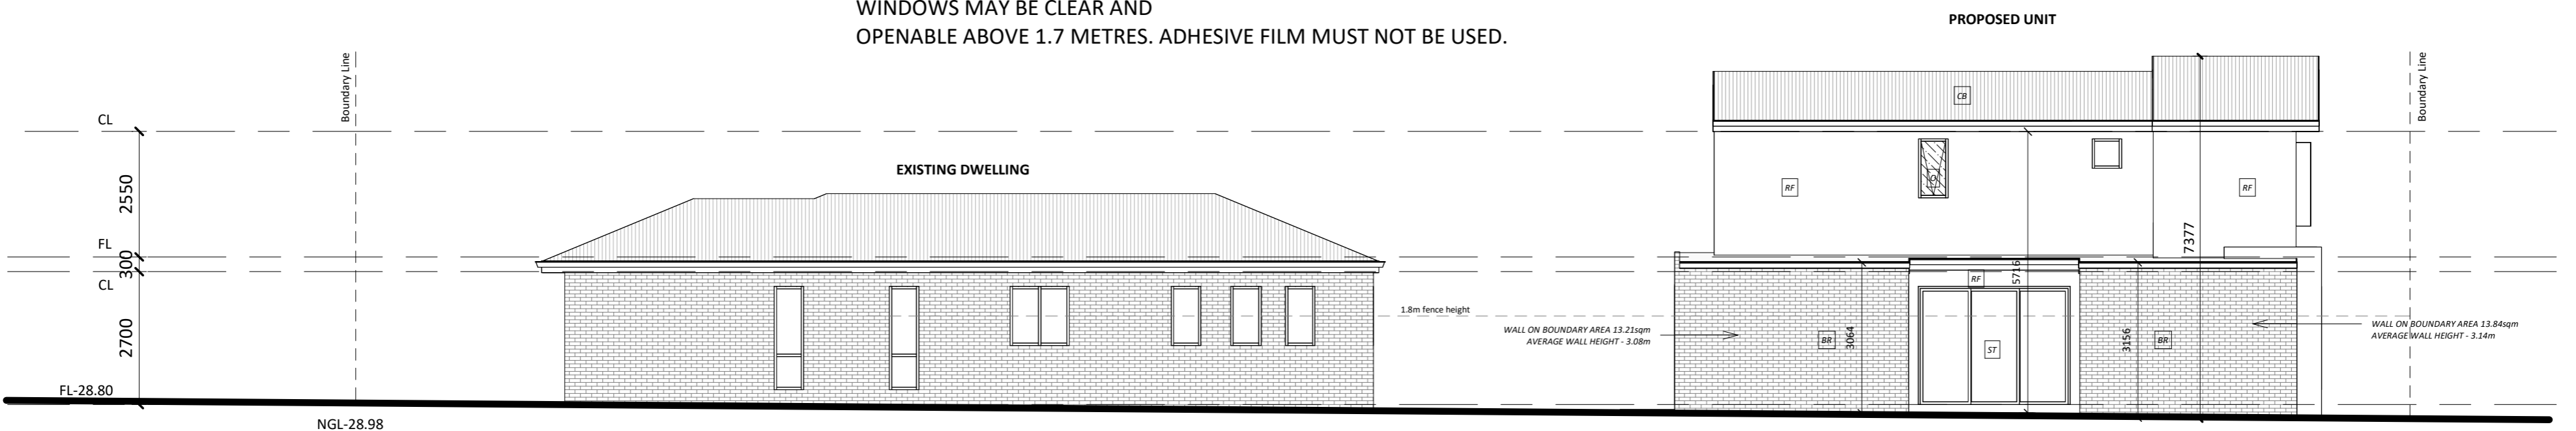 WINDOWS MAY BE CLEAR AND
OPENABLE ABOVE 1.7 METRES. ADHESIVE FILM MUST NOT BE USED.
PROPOSED UNIT
Boundary Line
Boundary Line
CL
CB
EXISTING DWELLING
2550
RF
O
RF
FL
7377
300
CL
5716
RF
1.8m fence height
2700
WALL ON BOUNDARY AREA 13.21sqm
AVERAGE WALL HEIGHT - 3.08m
BR
3064
ST
3156
BR
WALL ON BOUNDARY AREA 13.84sqm
AVERAGE WALL HEIGHT - 3.14m
FL-28.80
NGL-28.98